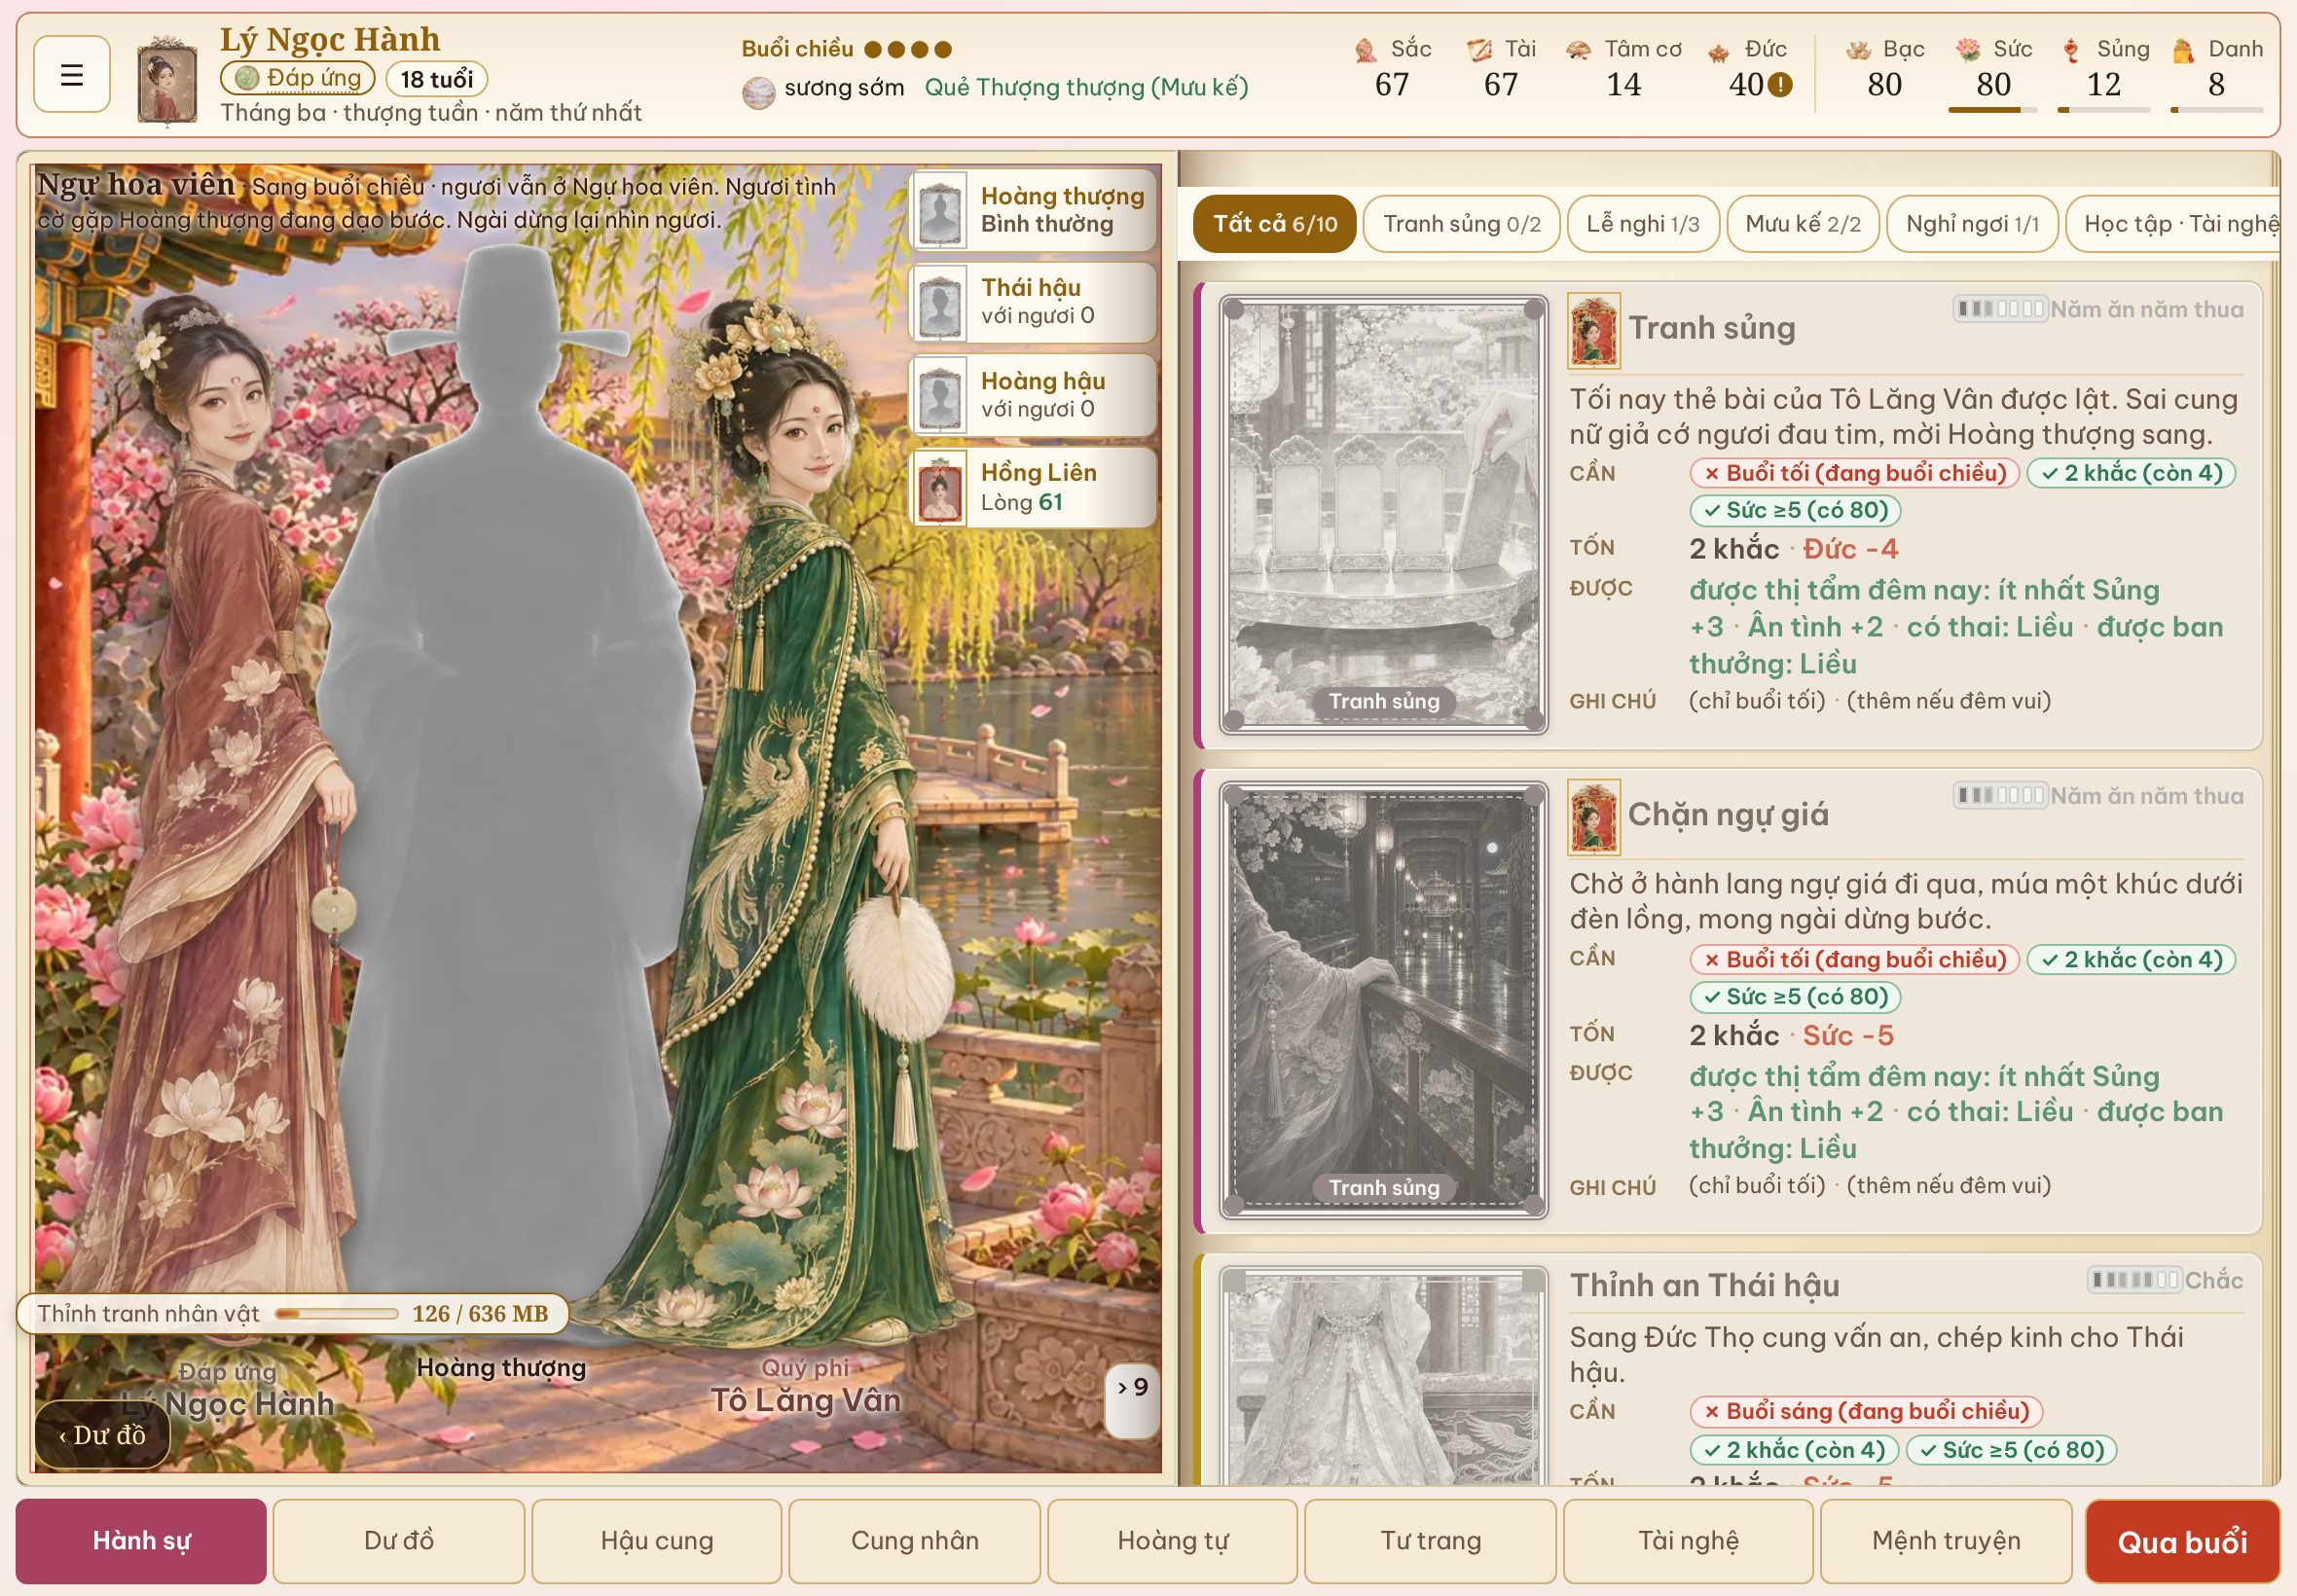 ☰
Lý Ngọc Hành
Đáp ứng
18 tuổi
Tháng ba · thượng tuần · năm thứ nhất
Buổi chiều
sương sớm
Quẻ Thượng thượng (Mưu kế)
Sắc
67
Tài
67
Tâm cơ
14
Đức
40 !
Bạc
80
Sức
80
Sủng
12
Danh
8
Ngự hoa viên · Sang buổi chiều · ngươi vẫn ở Ngự hoa viên. Ngươi tình
cờ gặp Hoàng thượng đang dạo bước. Ngài dừng lại nhìn ngươi.
Hoàng thượng
Bình thường
Thái hậu
với ngươi 0
Hoàng hậu
với ngươi 0
Hồng Liên
Lòng 61
Thỉnh tranh nhân vật 126 / 636 MB
Đáp ứng
Lý Ngọc Hành
Hoàng thượng
Quý phi
Tô Lăng Vân
› 9
‹ Dư đồ
Tất cả 6/10
Tranh sủng 0/2
Lễ nghi 1/3
Mưu kế 2/2
Nghỉ ngơi 1/1
Học tập · Tài nghệ
Tranh sủng
Tranh sủng
Năm ăn năm thua
Tối nay thẻ bài của Tô Lăng Vân được lật. Sai cung
nữ giả cớ ngươi đau tim, mời Hoàng thượng sang.
CẦN
× Buổi tối (đang buổi chiều)
✓ 2 khắc (còn 4)
✓ Sức ≥5 (có 80)
TỐN
2 khắc · Đức -4
ĐƯỢC
được thị tẩm đêm nay: ít nhất Sủng
+3 · Ân tình +2 · có thai: Liều · được ban
thưởng: Liều
GHI CHÚ
(chỉ buổi tối) · (thêm nếu đêm vui)
Tranh sủng
Chặn ngự giá
Năm ăn năm thua
Chờ ở hành lang ngự giá đi qua, múa một khúc dưới
đèn lồng, mong ngài dừng bước.
CẦN
× Buổi tối (đang buổi chiều)
✓ 2 khắc (còn 4)
✓ Sức ≥5 (có 80)
TỐN
2 khắc · Sức -5
ĐƯỢC
được thị tẩm đêm nay: ít nhất Sủng
+3 · Ân tình +2 · có thai: Liều · được ban
thưởng: Liều
GHI CHÚ
(chỉ buổi tối) · (thêm nếu đêm vui)
Thỉnh an Thái hậu
Chắc
Sang Đức Thọ cung vấn an, chép kinh cho Thái
hậu.
CẦN
× Buổi sáng (đang buổi chiều)
✓ 2 khắc (còn 4)
✓ Sức ≥5 (có 80)
TỐN
2 khắc · Sức -5
Hành sự
Dư đồ
Hậu cung
Cung nhân
Hoàng tự
Tư trang
Tài nghệ
Mệnh truyện
Qua buổi